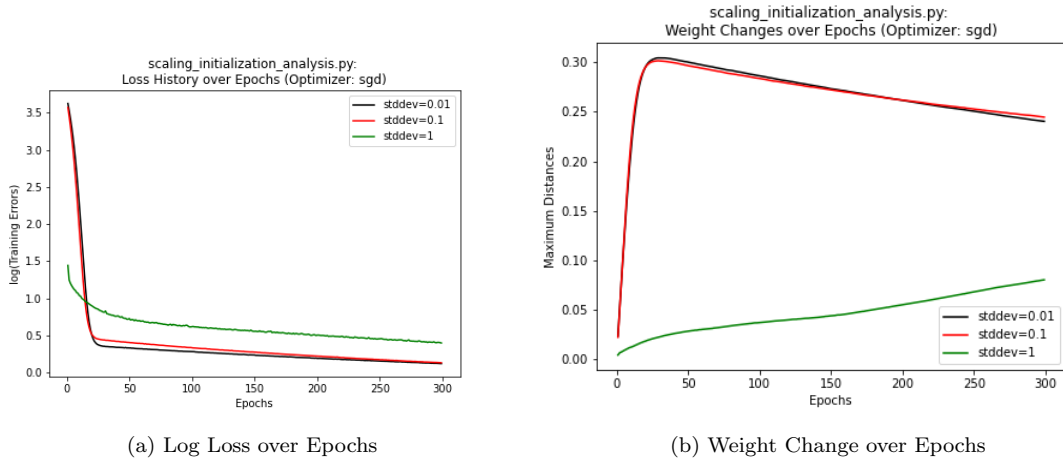 scaling_initialization_analysis.py:
Loss History over Epochs (Optimizer: sgd)
stddev=0.01
stddev=0.1
stddev=1
3.5
3.0
2.5
2.0
1.5
1.0
0.5
0.0
log(Training Errors)
0 50 100 150 200 250 300
Epochs
(a) Log Loss over Epochs
scaling_initialization_analysis.py:
Weight Changes over Epochs (Optimizer: sgd)
0.30
0.25
0.20
0.15
0.10
0.05
0.00
Maximum Distances
stddev=0.01
stddev=0.1
stddev=1
0 50 100 150 200 250 300
Epochs
(b) Weight Change over Epochs